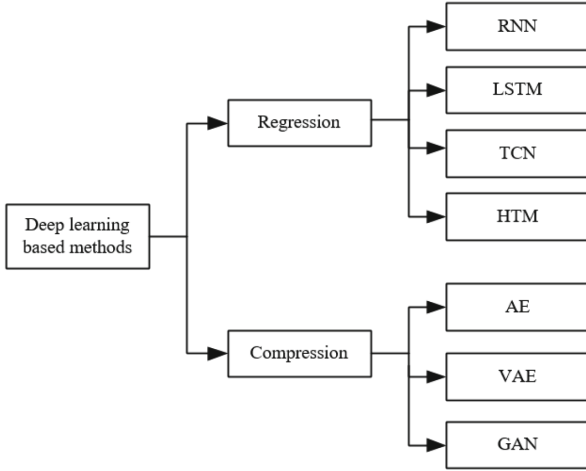 RNN
LSTM
Regression
TCN
HTM
Deep learning
based methods
AE
Compression
VAE
GAN